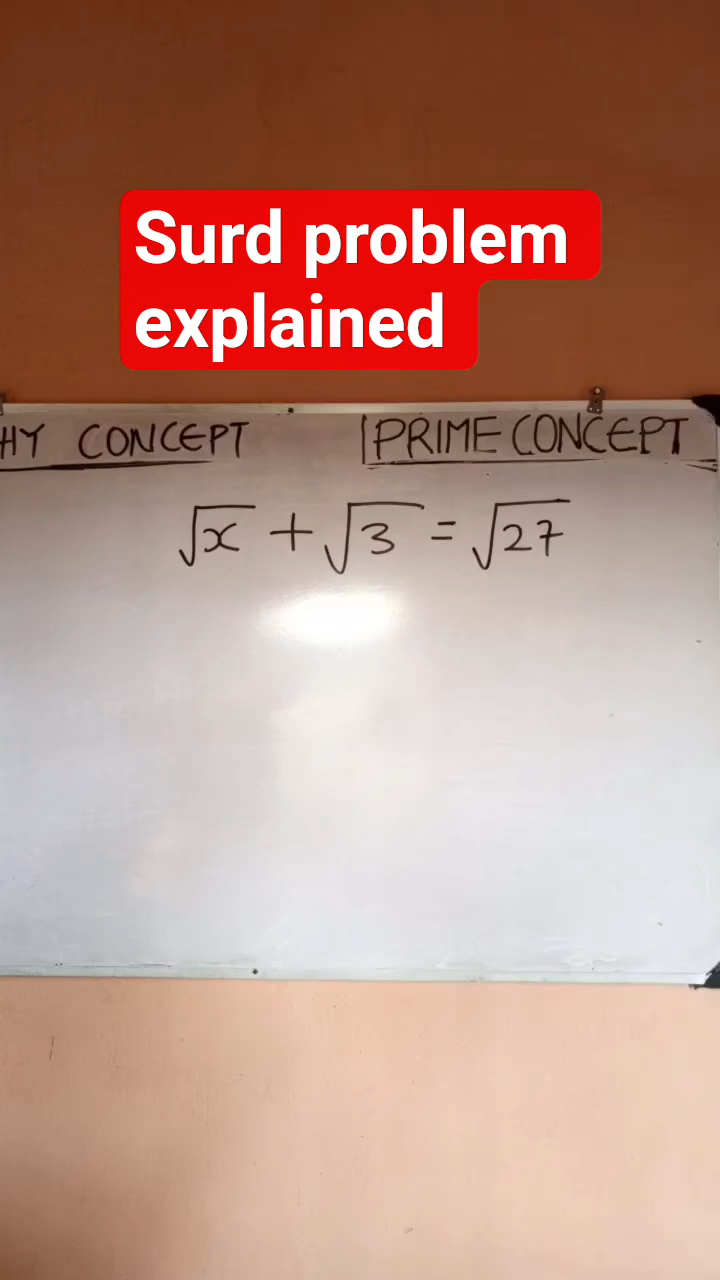 Surd problem
explained
HY CONCEPT
PRIME CONCEPT
√x + √3 = √27